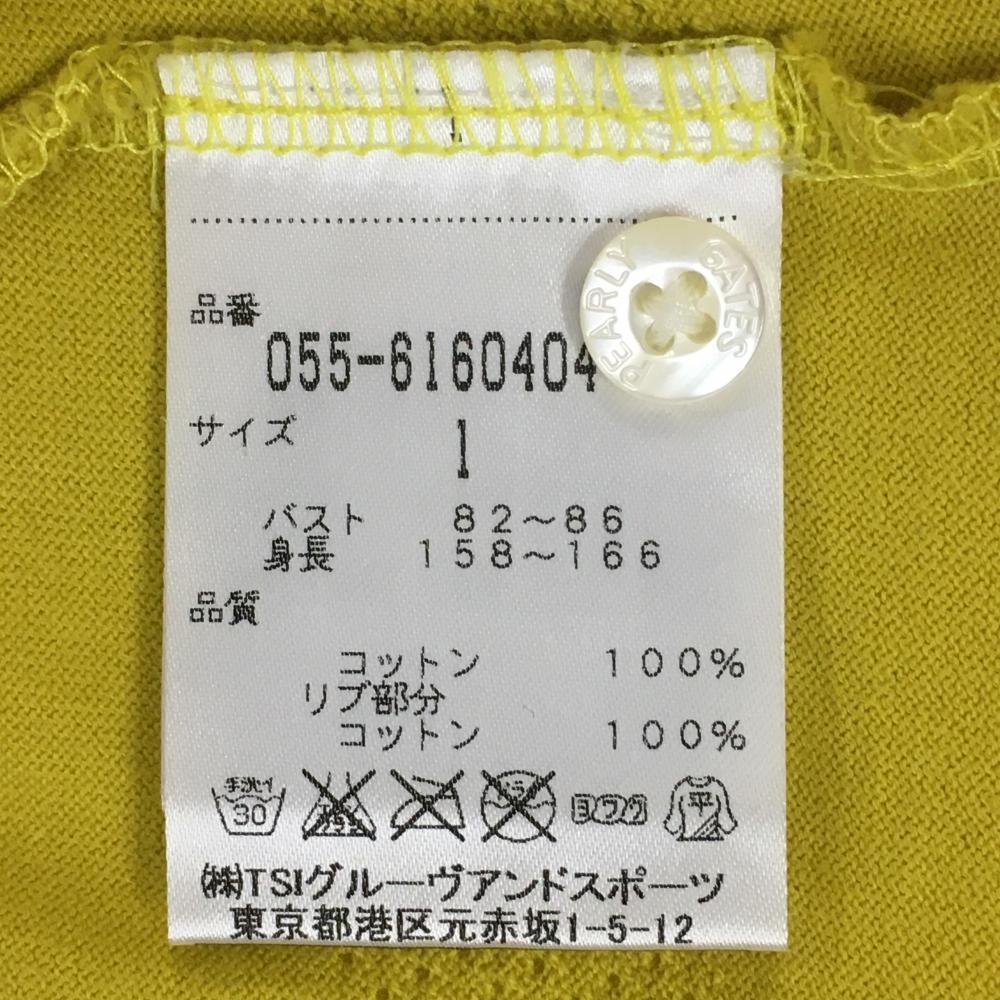 品番
055-6160404
PEARLY GATES
サイズ
1
バスト 82～86
身長 158～166
品質
コットン 100%
リブ部分
コットン 100%
手洗イ 30 ヨワク 平
㈱TSIグルーヴアンドスポーツ
東京都港区元赤坂1-5-12